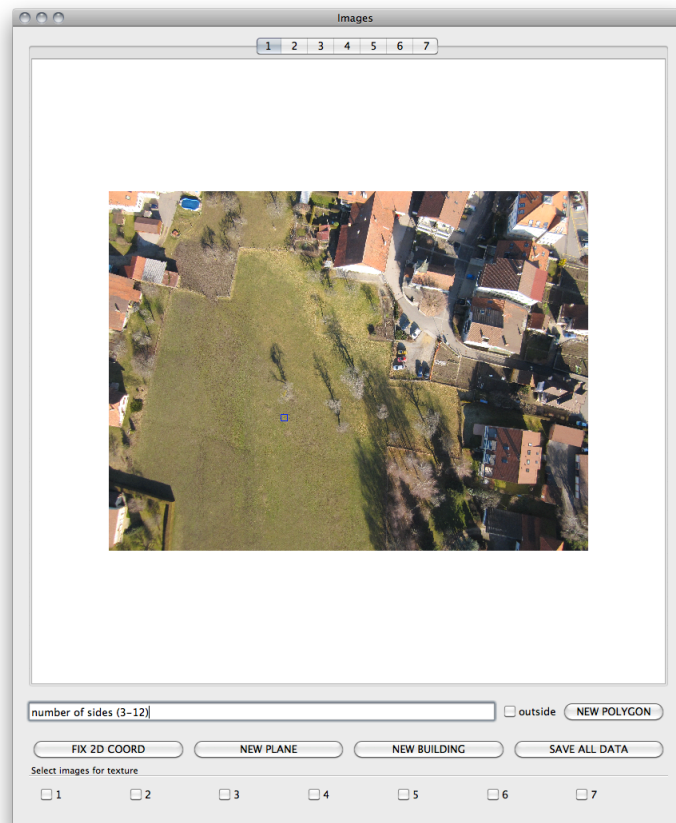 Images
1 2 3 4 5 6 7
number of sides (3-12)
outside
NEW POLYGON
FIX 2D COORD
NEW PLANE
NEW BUILDING
SAVE ALL DATA
Select images for texture
1 2 3 4 5 6 7